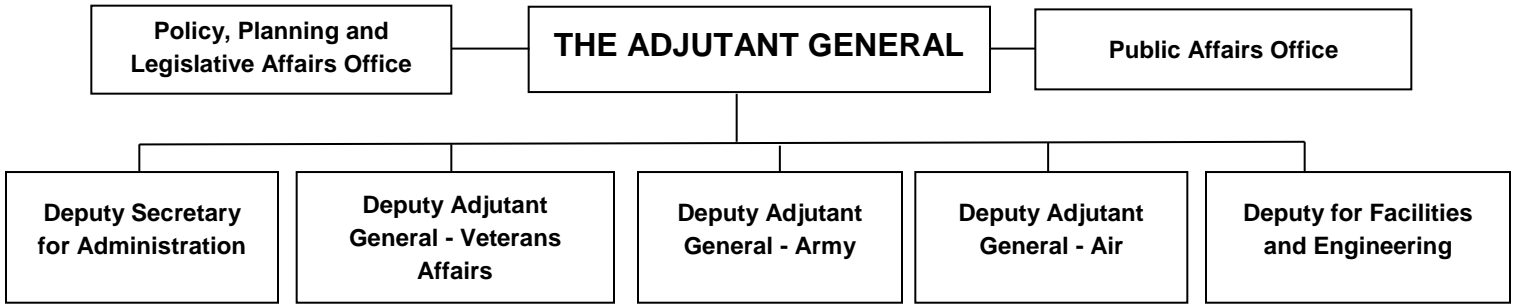 Policy, Planning and
Legislative Affairs Office
THE ADJUTANT GENERAL
Public Affairs Office
Deputy Secretary
for Administration
Deputy Adjutant
General - Veterans
Affairs
Deputy Adjutant
General - Army
Deputy Adjutant
General - Air
Deputy for Facilities
and Engineering